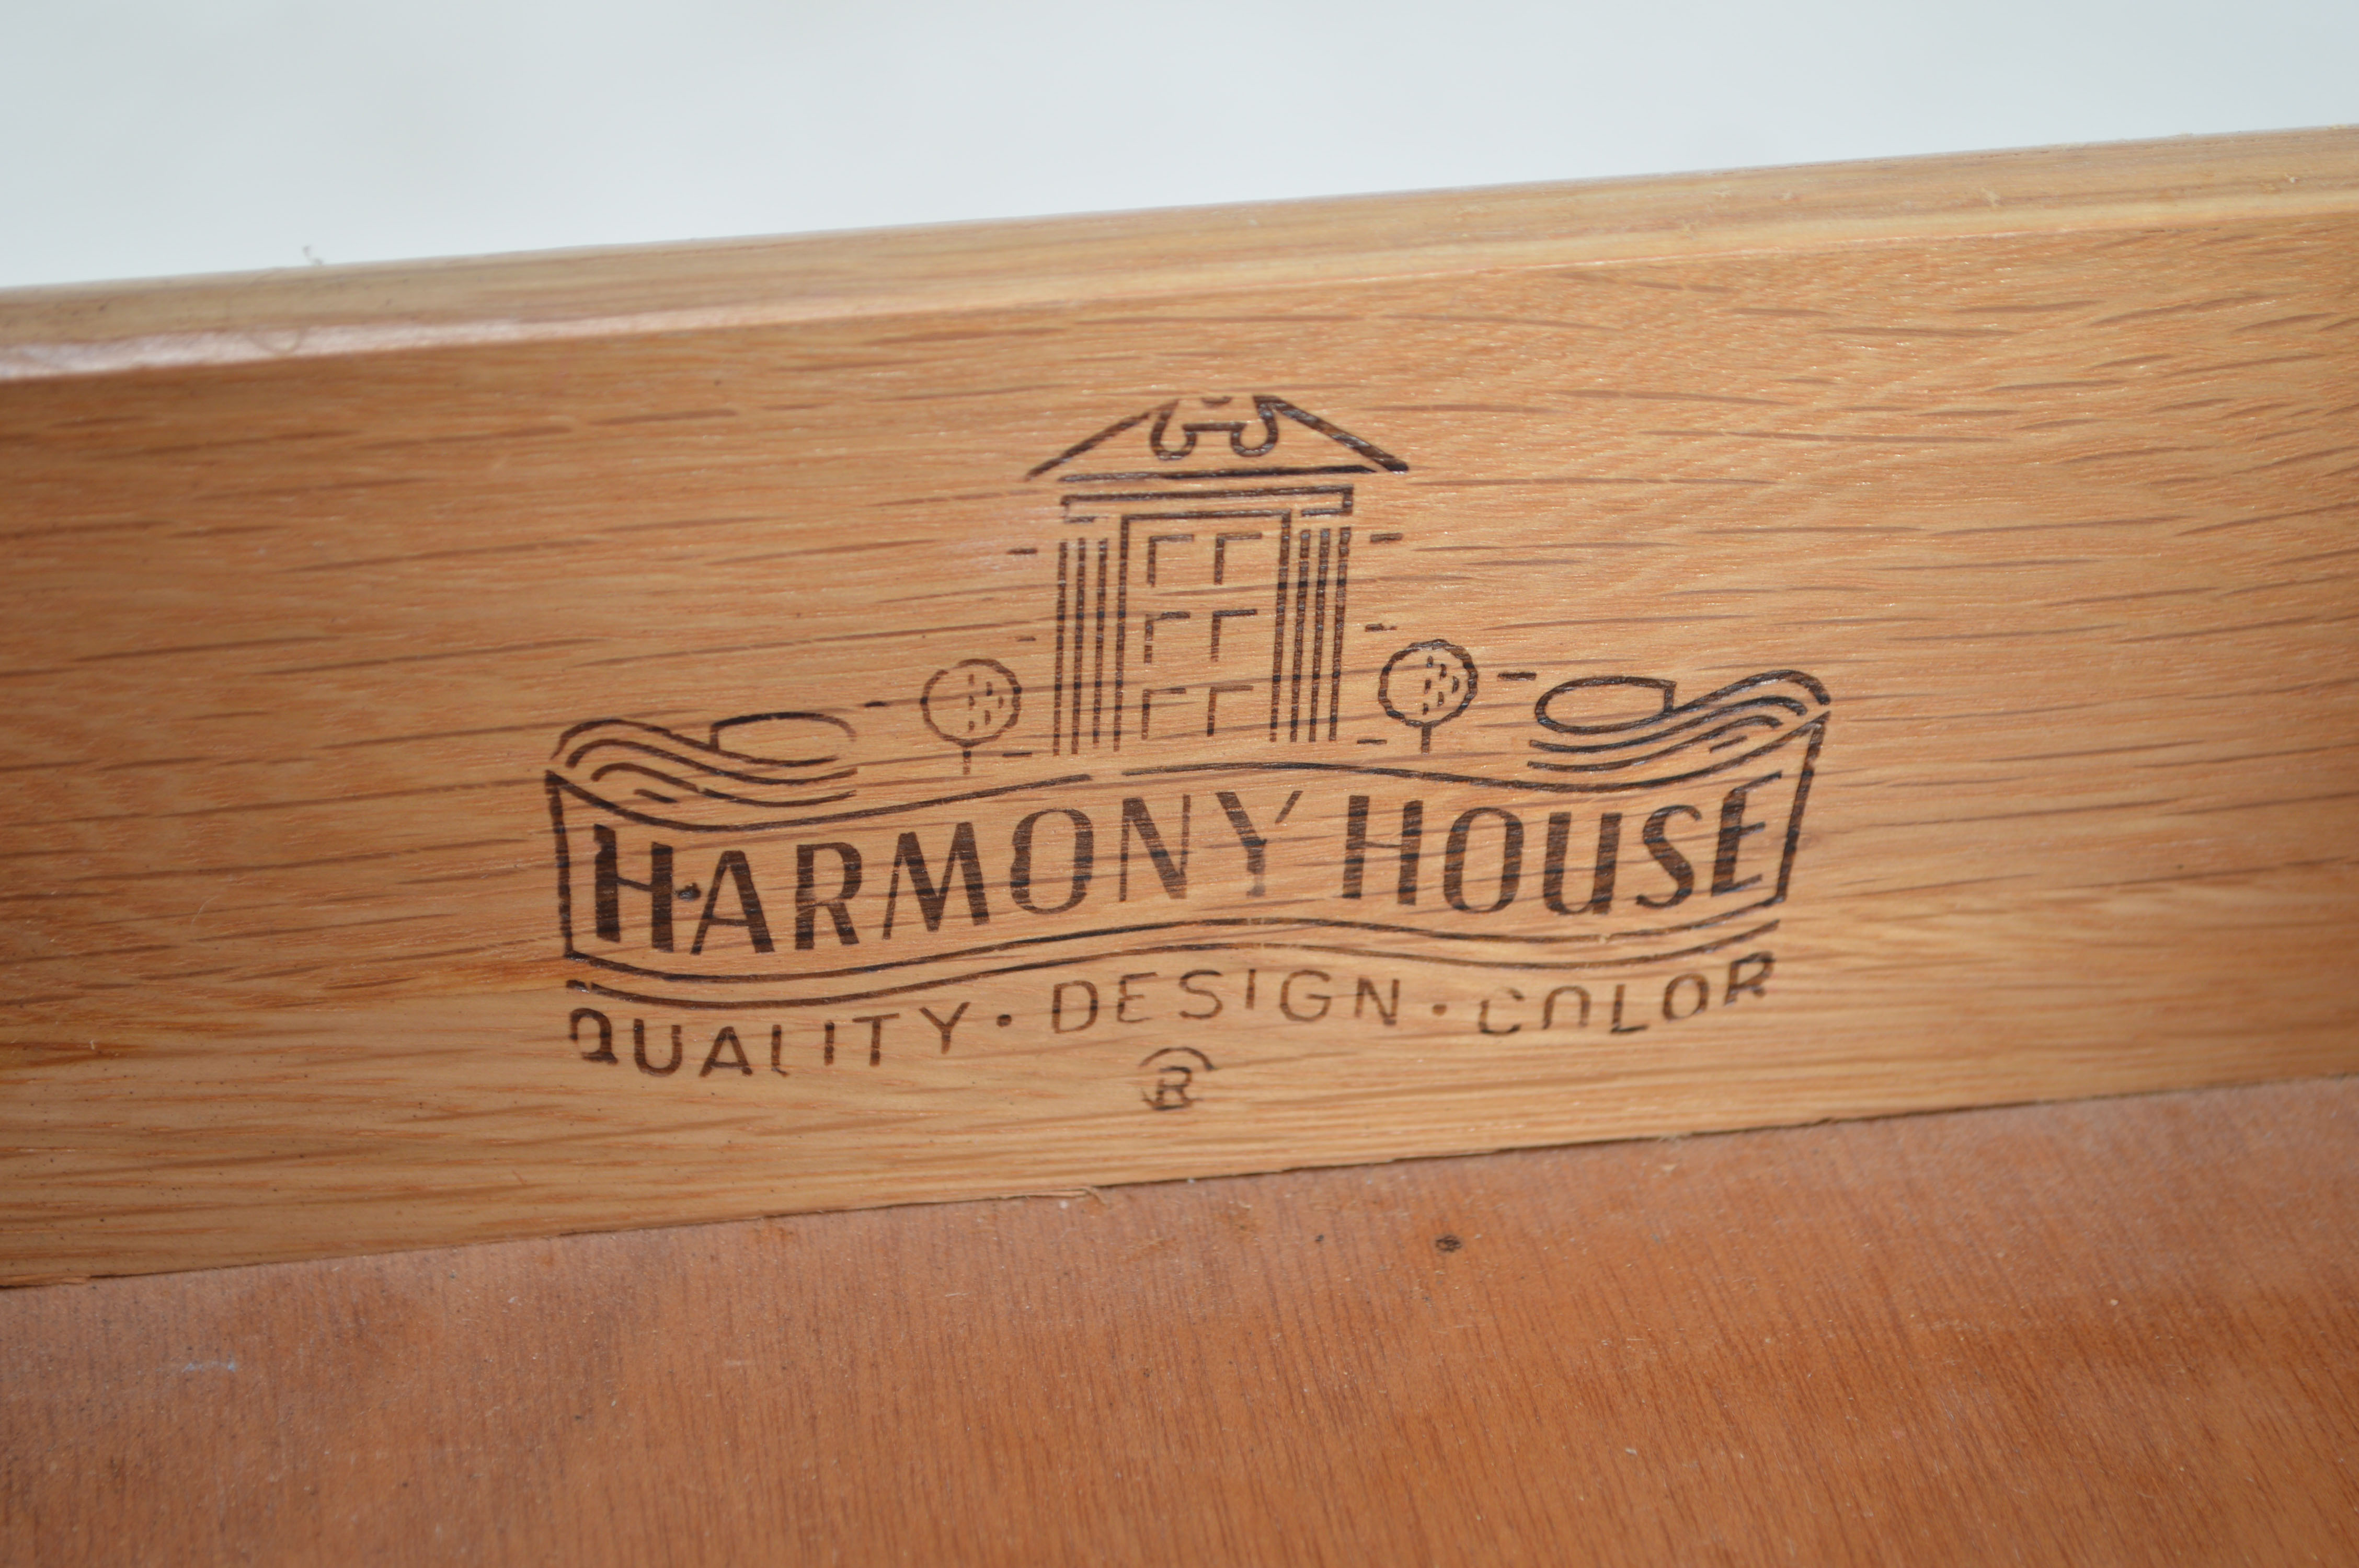 HARMONY HOUSE
QUALITY · DESIGN · COLOR
®